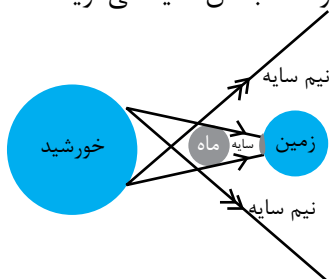 نیم سایه
زمین
سایه
ماه
خورشید
نیم سایه